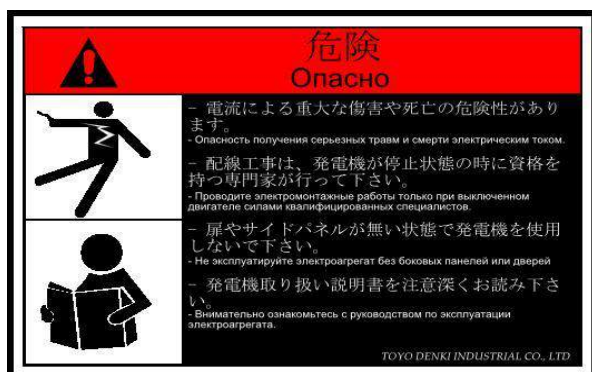 危険
Опасно
- 電流による重大な傷害や死亡の危険性があり
ます。
- Опасность получения серьезных травм и смерти электрическим током.
- 配線工事は、発電機が停止状態の時に資格を
持つ専門家が行って下さい。
- Проводите электромонтажные работы только при выключенном
двигателе силами квалифицированных специалистов.
- 扉やサイドパネルが無い状態で発電機を使用
しないで下さい。
- Не эксплуатируйте электроагрегат без боковых панелей или дверей
- 発電機取り扱い説明書を注意深くお読み下さ
い。
- Внимательно ознакомьтесь с руководством по эксплуатации
электроагрегата.
TOYO DENKI INDUSTRIAL CO., LTD